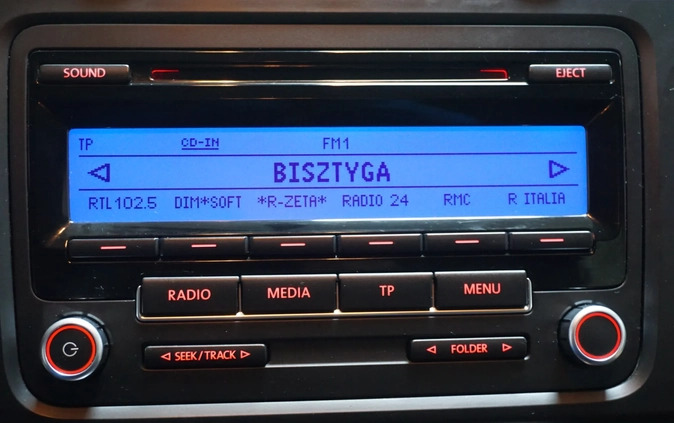 SOUND EJECT
TP CD-IN FM1
BISZTYGA
RTL102.5 DIM*SOFT *R-ZETA* RADIO 24 RMC R ITALIA
RADIO MEDIA TP MENU
SEEK/TRACK FOLDER